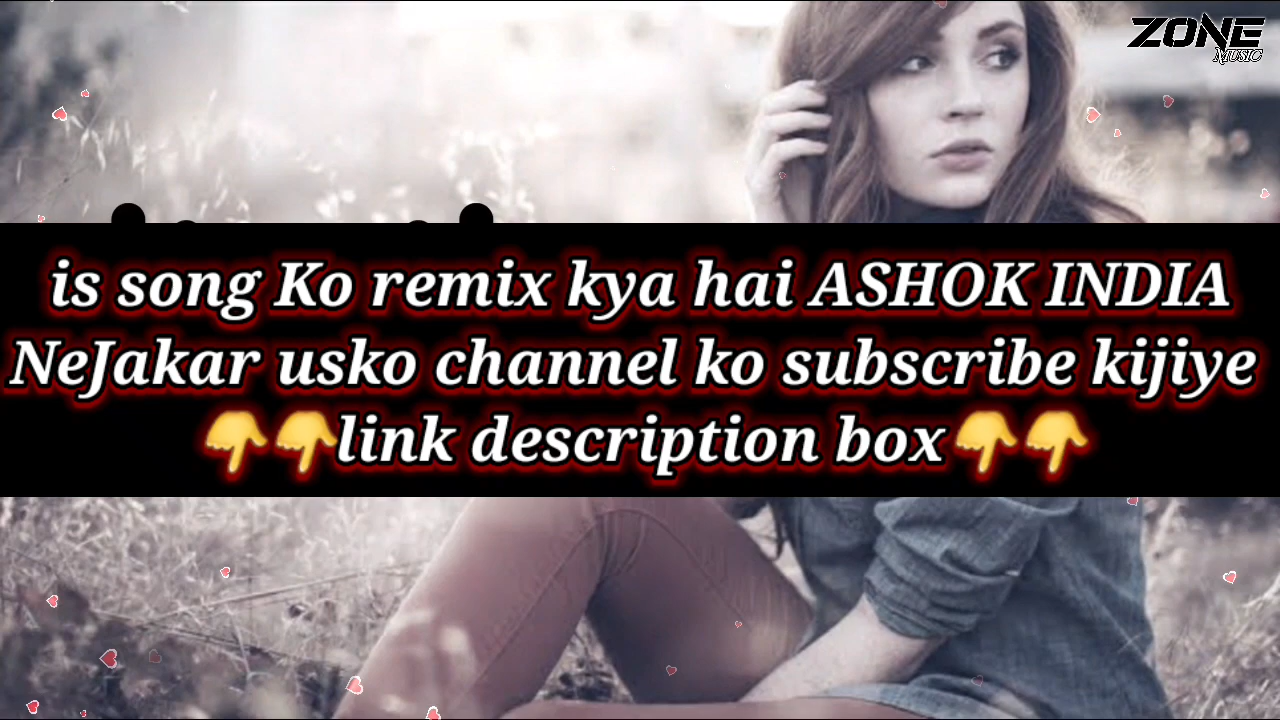 ZONE
Music
is song Ko remix kya hai ASHOK INDIA
NeJakar usko channel ko subscribe kijiye
👇👇link description box👇👇